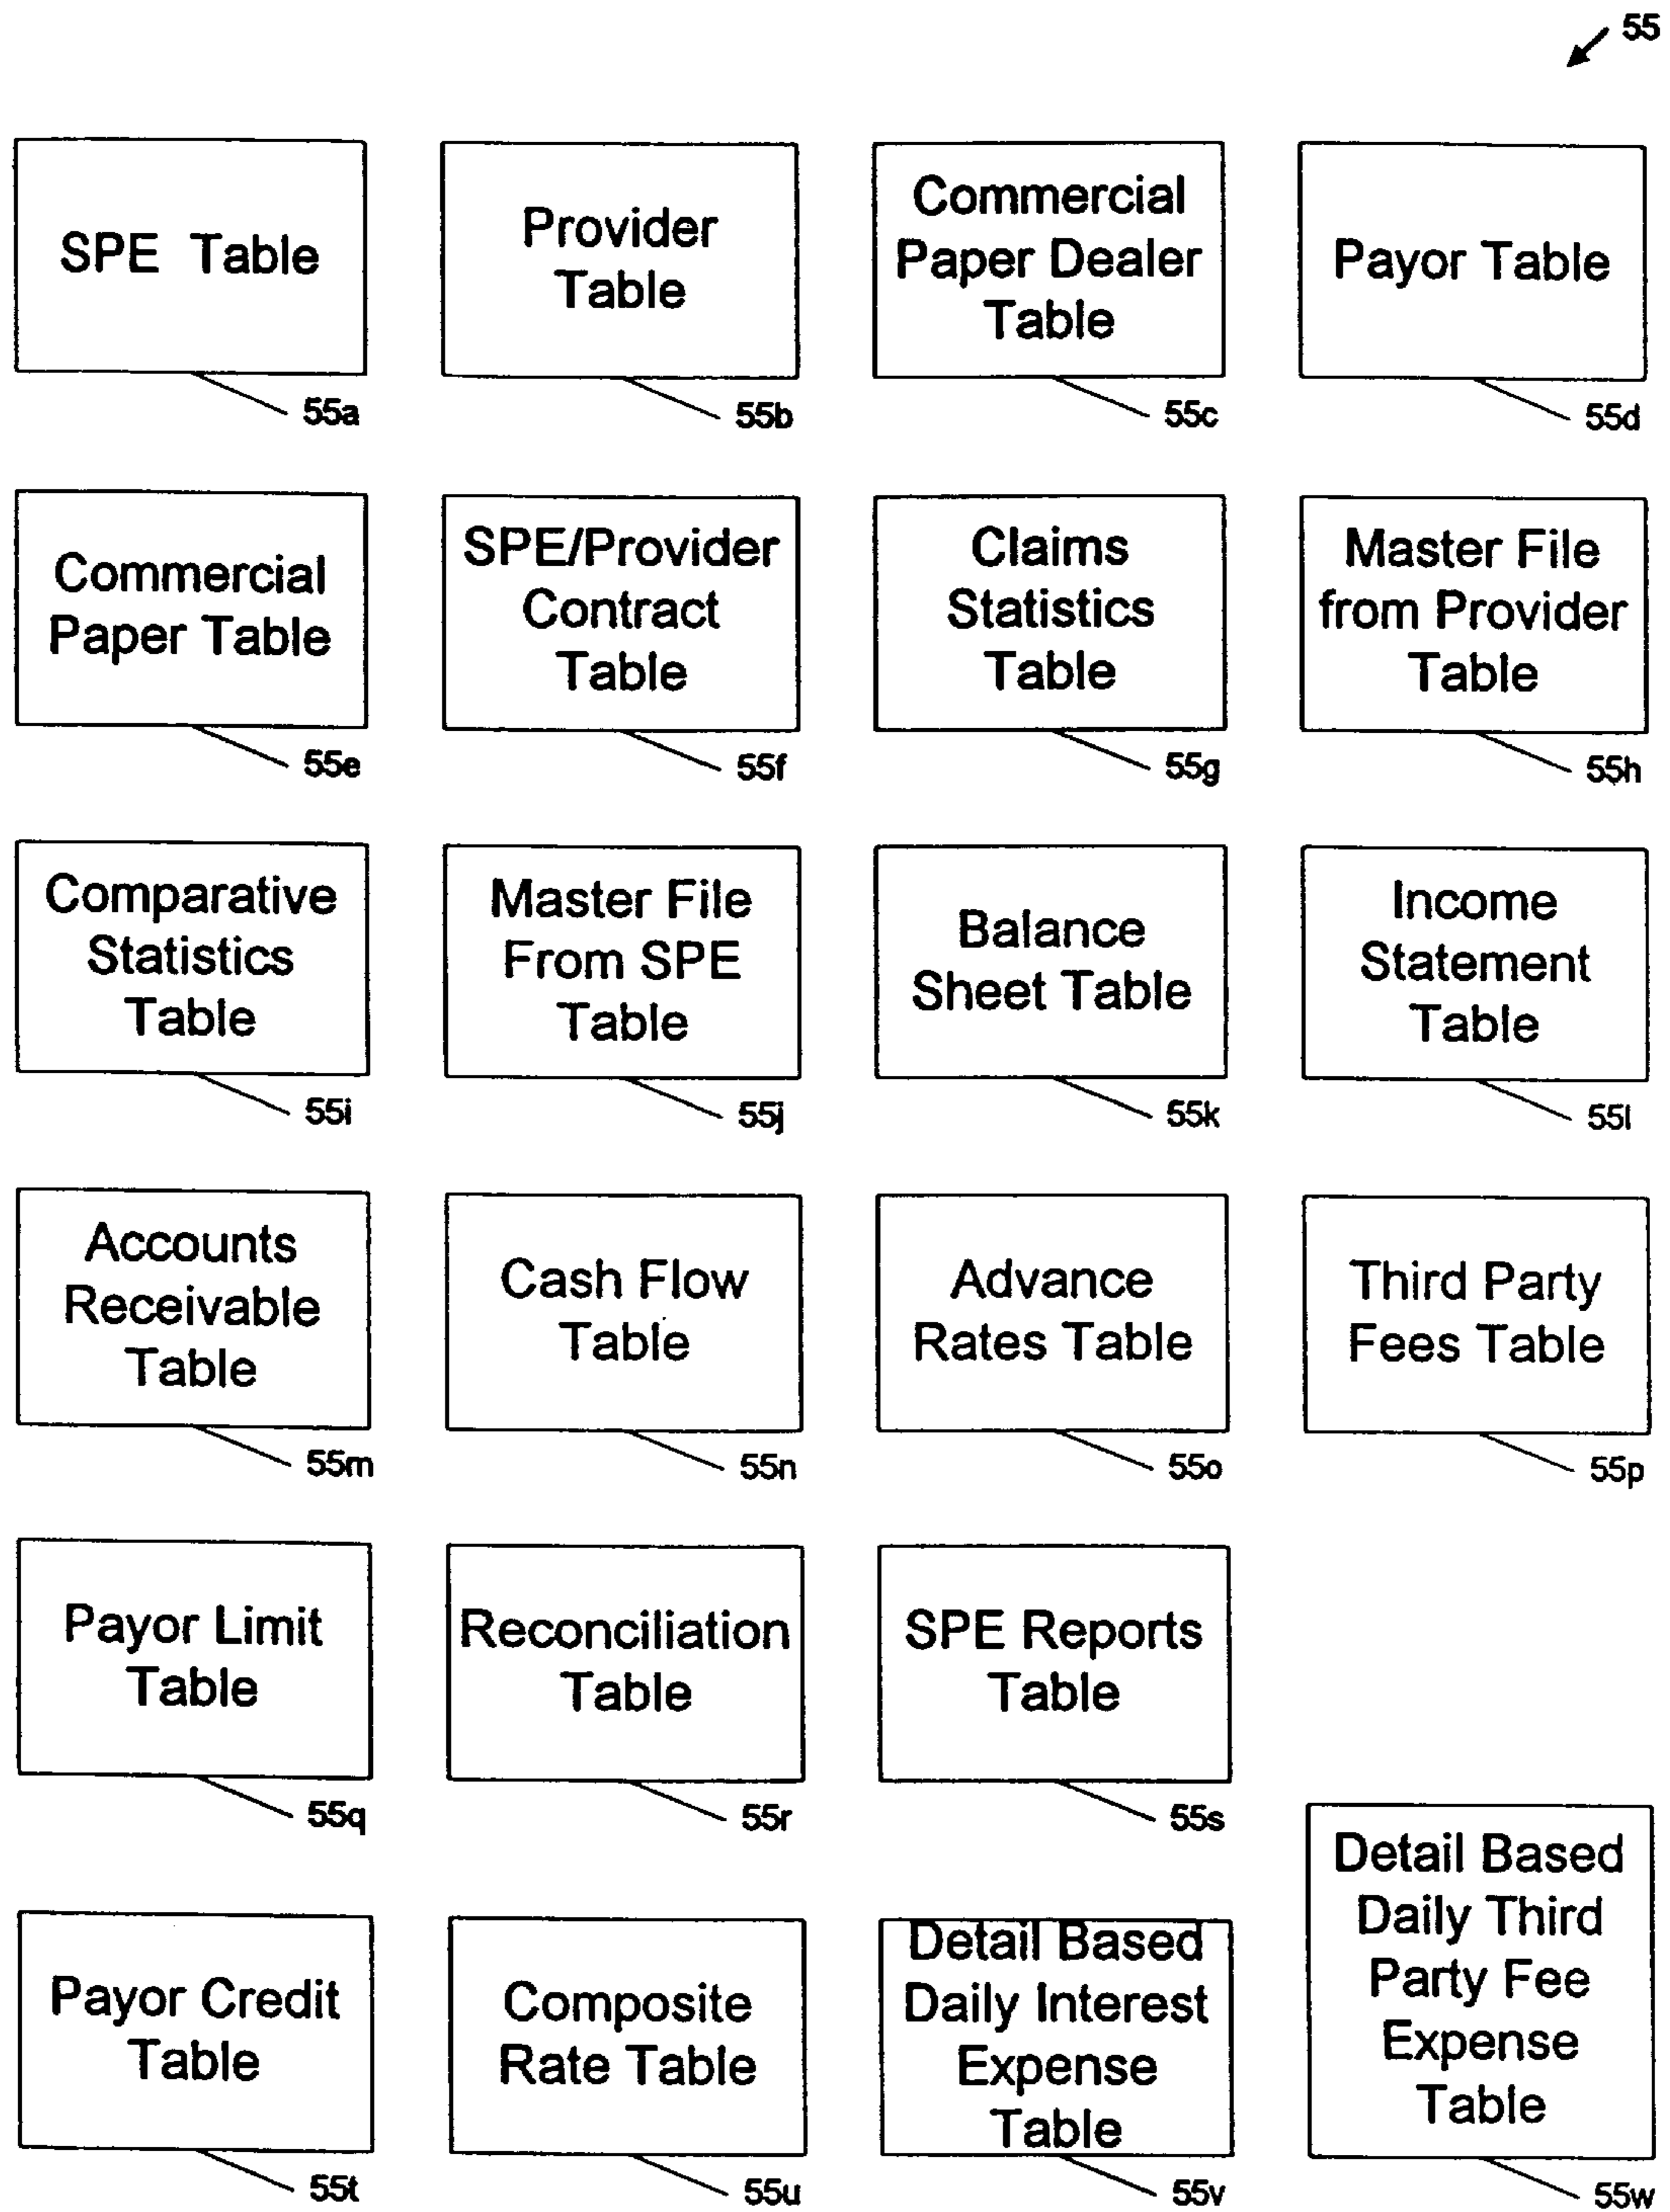 55
SPE Table
55a
Provider
Table
55b
Commercial
Paper Dealer
Table
55c
Payor Table
55d
Commercial
Paper Table
55e
SPE/Provider
Contract
Table
55f
Claims
Statistics
Table
55g
Master File
from Provider
Table
55h
Comparative
Statistics
Table
55i
Master File
From SPE
Table
55j
Balance
Sheet Table
55k
Income
Statement
Table
55l
Accounts
Receivable
Table
55m
Cash Flow
Table
55n
Advance
Rates Table
55o
Third Party
Fees Table
55p
Payor Limit
Table
55q
Reconciliation
Table
55r
SPE Reports
Table
55s
Payor Credit
Table
55t
Composite
Rate Table
55u
Detail Based
Daily Interest
Expense
Table
55v
Detail Based
Daily Third
Party Fee
Expense
Table
55w